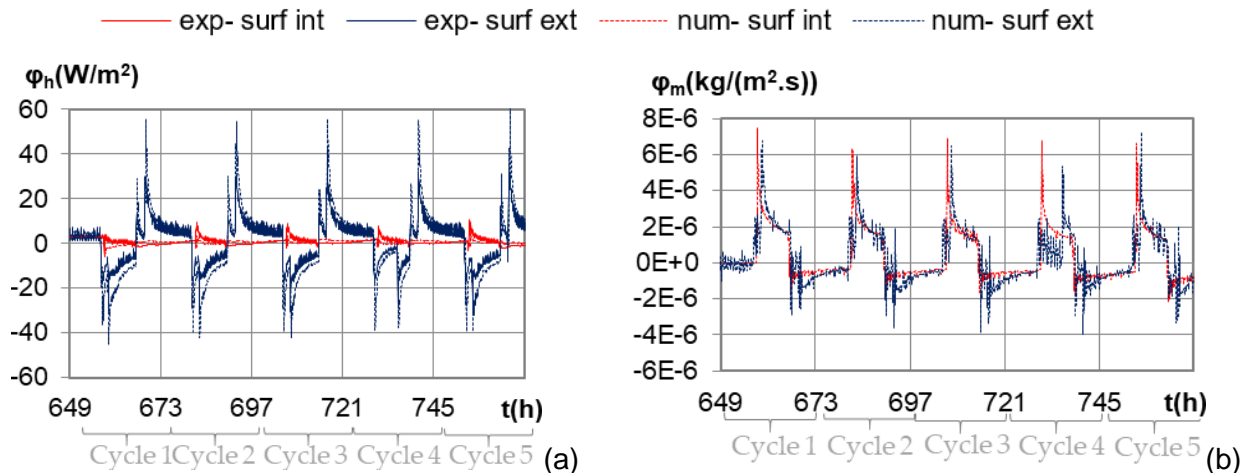 exp- surf int exp- surf ext num- surf int num- surf ext
φh(W/m²)
60
40
20
0
-20
-40
-60
649 673 697 721 745 t(h)
Cycle 1 Cycle 2 Cycle 3 Cycle 4 Cycle 5 (a)
φm(kg/(m².s))
8E-6
6E-6
4E-6
2E-6
0E+0
-2E-6
-4E-6
-6E-6
649 673 697 721 745 t(h)
Cycle 1 Cycle 2 Cycle 3 Cycle 4 Cycle 5 (b)